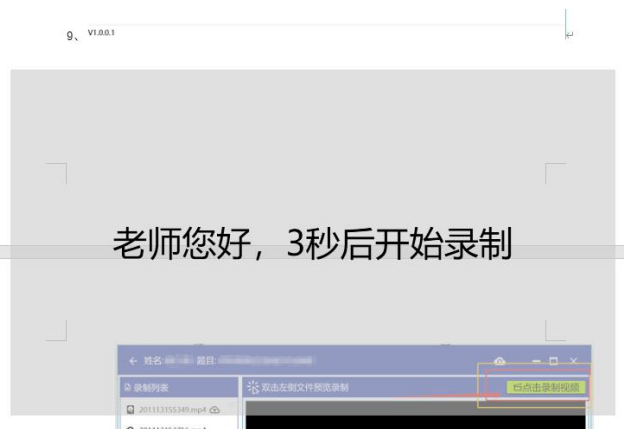 9、 V1.0.0.1
老师您好，3秒后开始录制
姓名: 题目:
录制列表
双击左侧文件预览录制
点击录制视频
201113155349.mp4